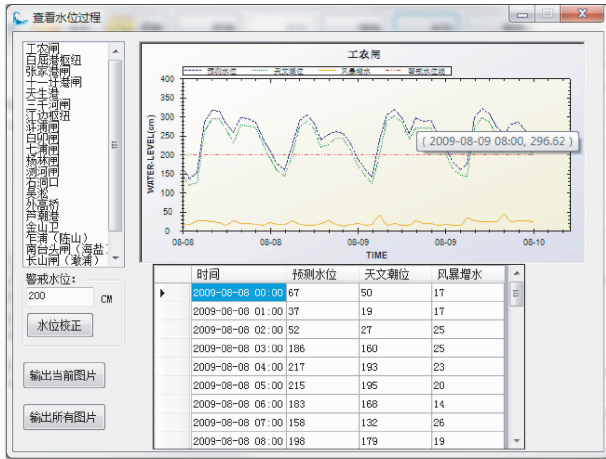 查看水位过程
工农闸
白屈港枢纽
张家港闸
十一圩港闸
天生港
三干河闸
江边枢纽
浒浦闸
白茆闸
七浦闸
杨林闸
浏河闸
石洞口
吴淞
外高桥
芦潮港
金山卫
乍浦（陈山）
南台头闸（海盐
长山闸（澉浦）
警戒水位：
200 CM
水位校正
输出当前图片
输出所有图片
工农闸
预测水位 天文潮位 风暴增水 警戒水位线
WATER-LEVEL(cm)
400
350
300
250
200
150
100
50
0
( 2009-08-09 08:00, 296.62 )
08-08 08-08 08-09 08-09 08-10
TIME
时间 预测水位 天文潮位 风暴增水
2009-08-08 00:00 67 50 17
2009-08-08 01:00 37 19 17
2009-08-08 02:00 52 27 25
2009-08-08 03:00 186 160 25
2009-08-08 04:00 217 193 23
2009-08-08 05:00 215 195 20
2009-08-08 06:00 183 168 14
2009-08-08 07:00 158 132 26
2009-08-08 08:00 198 179 19